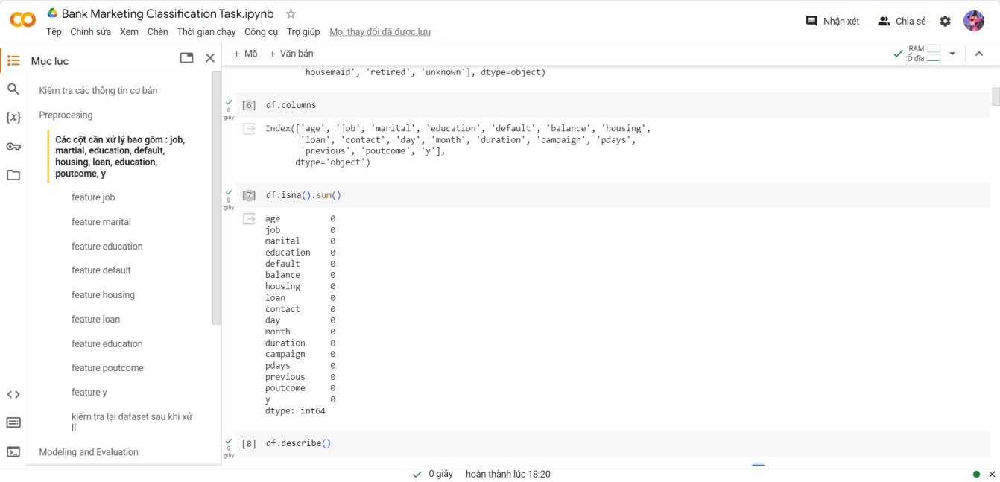 Bank Marketing Classification Task.ipynb
Tệp Chỉnh sửa Xem Chèn Thời gian chạy Công cụ Trợ giúp Mọi thay đổi đã được lưu
Nhận xét
Chia sẻ
Mục lục
Kiểm tra các thông tin cơ bản
Preprocesing
Các cột cần xử lý bao gồm : job,
martial, education, default,
housing, loan, education,
poutcome, y
feature job
feature marital
feature education
feature default
feature housing
feature loan
feature education
feature poutcome
feature y
kiểm tra lại dataset sau khi xử
lí
Modeling and Evaluation
+ Mã + Văn bản
RAM
Ổ đĩa
'housemaid', 'retired', 'unknown'], dtype=object)
0
giây
[6] df.columns
Index(['age', 'job', 'marital', 'education', 'default', 'balance', 'housing',
'loan', 'contact', 'day', 'month', 'duration', 'campaign', 'pdays',
'previous', 'poutcome', 'y'],
dtype='object')
0
giây
[7] df.isna().sum()
age 0
job 0
marital 0
education 0
default 0
balance 0
housing 0
loan 0
contact 0
day 0
month 0
duration 0
campaign 0
pdays 0
previous 0
poutcome 0
y 0
dtype: int64
0
giây
[8] df.describe()
0 giây hoàn thành lúc 18:20